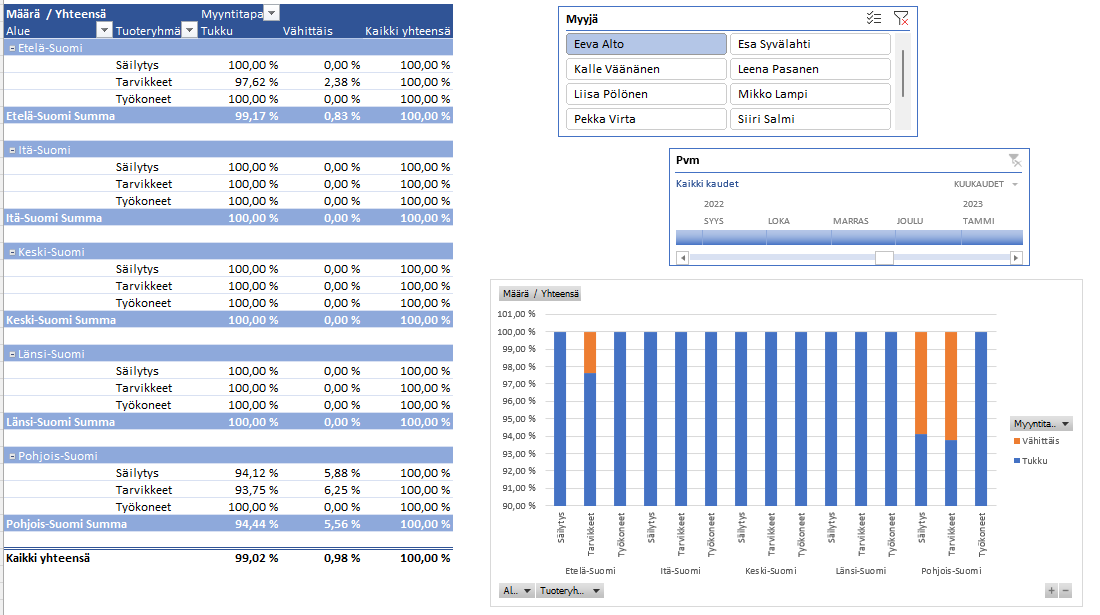 Määrä / Yhteensä Myyntitapa
Alue Tuoteryhmä Tukku Vähittäis Kaikki yhteensä
Etelä-Suomi
Säilytys 100,00 % 0,00 % 100,00 %
Tarvikkeet 97,62 % 2,38 % 100,00 %
Työkoneet 100,00 % 0,00 % 100,00 %
Etelä-Suomi Summa 99,17 % 0,83 % 100,00 %
Itä-Suomi
Säilytys 100,00 % 0,00 % 100,00 %
Tarvikkeet 100,00 % 0,00 % 100,00 %
Työkoneet 100,00 % 0,00 % 100,00 %
Itä-Suomi Summa 100,00 % 0,00 % 100,00 %
Keski-Suomi
Säilytys 100,00 % 0,00 % 100,00 %
Tarvikkeet 100,00 % 0,00 % 100,00 %
Työkoneet 100,00 % 0,00 % 100,00 %
Keski-Suomi Summa 100,00 % 0,00 % 100,00 %
Länsi-Suomi
Säilytys 100,00 % 0,00 % 100,00 %
Tarvikkeet 100,00 % 0,00 % 100,00 %
Työkoneet 100,00 % 0,00 % 100,00 %
Länsi-Suomi Summa 100,00 % 0,00 % 100,00 %
Pohjois-Suomi
Säilytys 94,12 % 5,88 % 100,00 %
Tarvikkeet 93,75 % 6,25 % 100,00 %
Työkoneet 100,00 % 0,00 % 100,00 %
Pohjois-Suomi Summa 94,44 % 5,56 % 100,00 %
Kaikki yhteensä 99,02 % 0,98 % 100,00 %
Myyjä
Eeva Alto Esa Syvälahti
Kalle Väänänen Leena Pasanen
Liisa Pölönen Mikko Lampi
Pekka Virta Siiri Salmi
Pvm
Kaikki kaudet KUUKAUDET
2022 2023
SYYS LOKA MARRAS JOULU TAMMI
Määrä / Yhteensä
101,00 %
100,00 %
99,00 %
98,00 %
97,00 %
96,00 %
95,00 %
94,00 %
93,00 %
92,00 %
91,00 %
90,00 %
Säilytys Tarvikkeet Työkoneet Säilytys Tarvikkeet Työkoneet Säilytys Tarvikkeet Työkoneet Säilytys Tarvikkeet Työkoneet Säilytys Tarvikkeet Työkoneet
Etelä-Suomi Itä-Suomi Keski-Suomi Länsi-Suomi Pohjois-Suomi
Myyntita..
Vähittäis
Tukku
Al.. Tuoteryh...